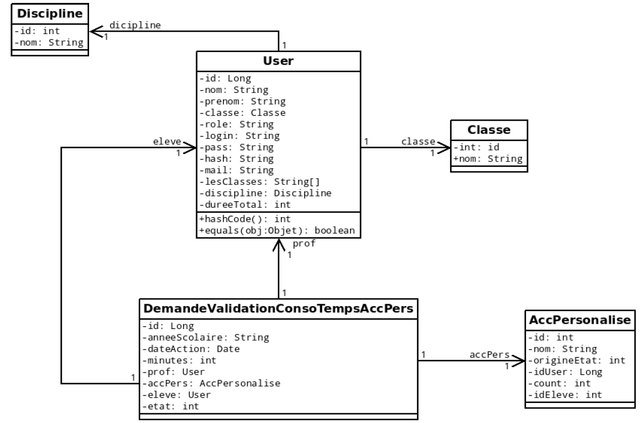 Discipline
-id: int
-nom: String
dicipline
1
1
User
-id: Long
-nom: String
-prenom: String
-classe: Classe
-role: String
-login: String
-pass: String
-hash: String
-mail: String
-lesClasses: String[]
-discipline: Discipline
-dureeTotal: int
+hashCode(): int
+equals(obj:Objet): boolean
eleve
1
1
classe
1
Classe
-int: id
+nom: String
prof
1
1
DemandeValidationConsoTempsAccPers
-id: Long
-anneeScolaire: String
-dateAction: Date
-minutes: int
-prof: User
-accPers: AccPersonalise
-eleve: User
-etat: int
1
1
accPers
1
AccPersonalise
-id: int
-nom: String
-origineEtat: int
-idUser: Long
-count: int
-idEleve: int